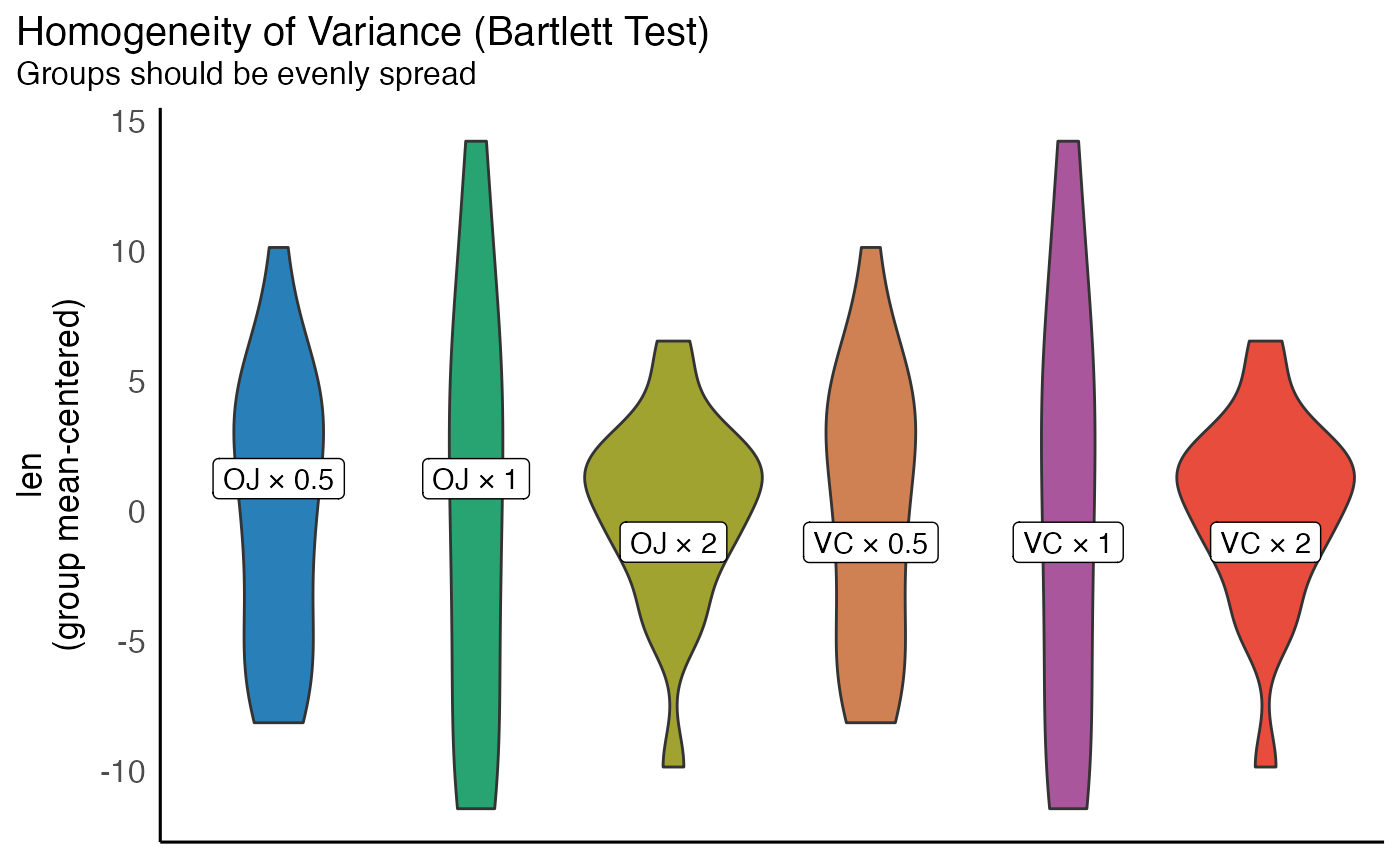 Homogeneity of Variance (Bartlett Test)
Groups should be evenly spread
len
(group mean-centered)
15
10
5
0
-5
-10
OJ × 0.5
OJ × 1
OJ × 2
VC × 0.5
VC × 1
VC × 2